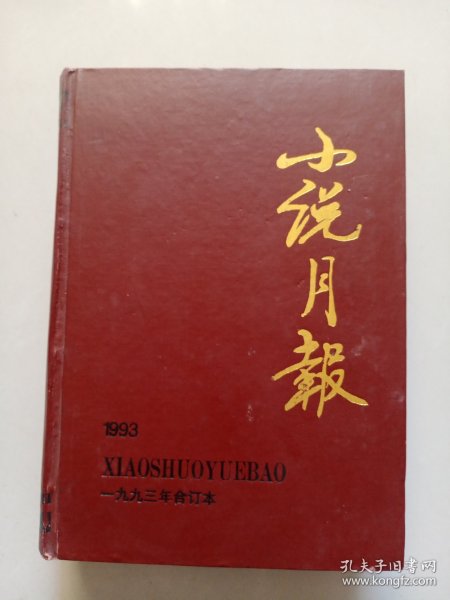 小说月報
1993
XIAOSHUOYUEBAO
一九九三年合订本
孔夫子旧书网
www.kongfz.com